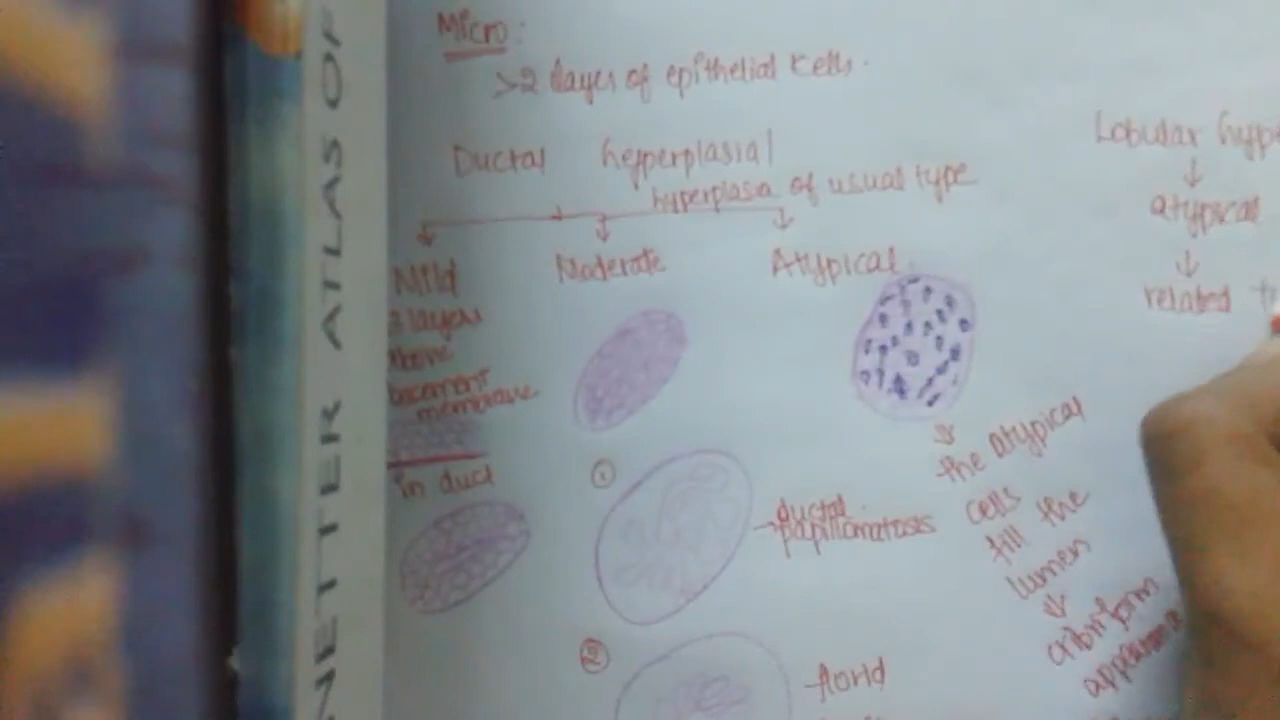 NETTER ATLAS OF
Micro:
>2 layers of epithelial cells.
Ductal hyperplasia
hyperplasia of usual type
Mild
Moderate
Atypical
3 layers
above
basement
membrane
in duct
①
ductal
papillomatosis
②
florid
the atypical
cells
fill the
lumen
cribriform
appearance
Lobular hype
atypical
related